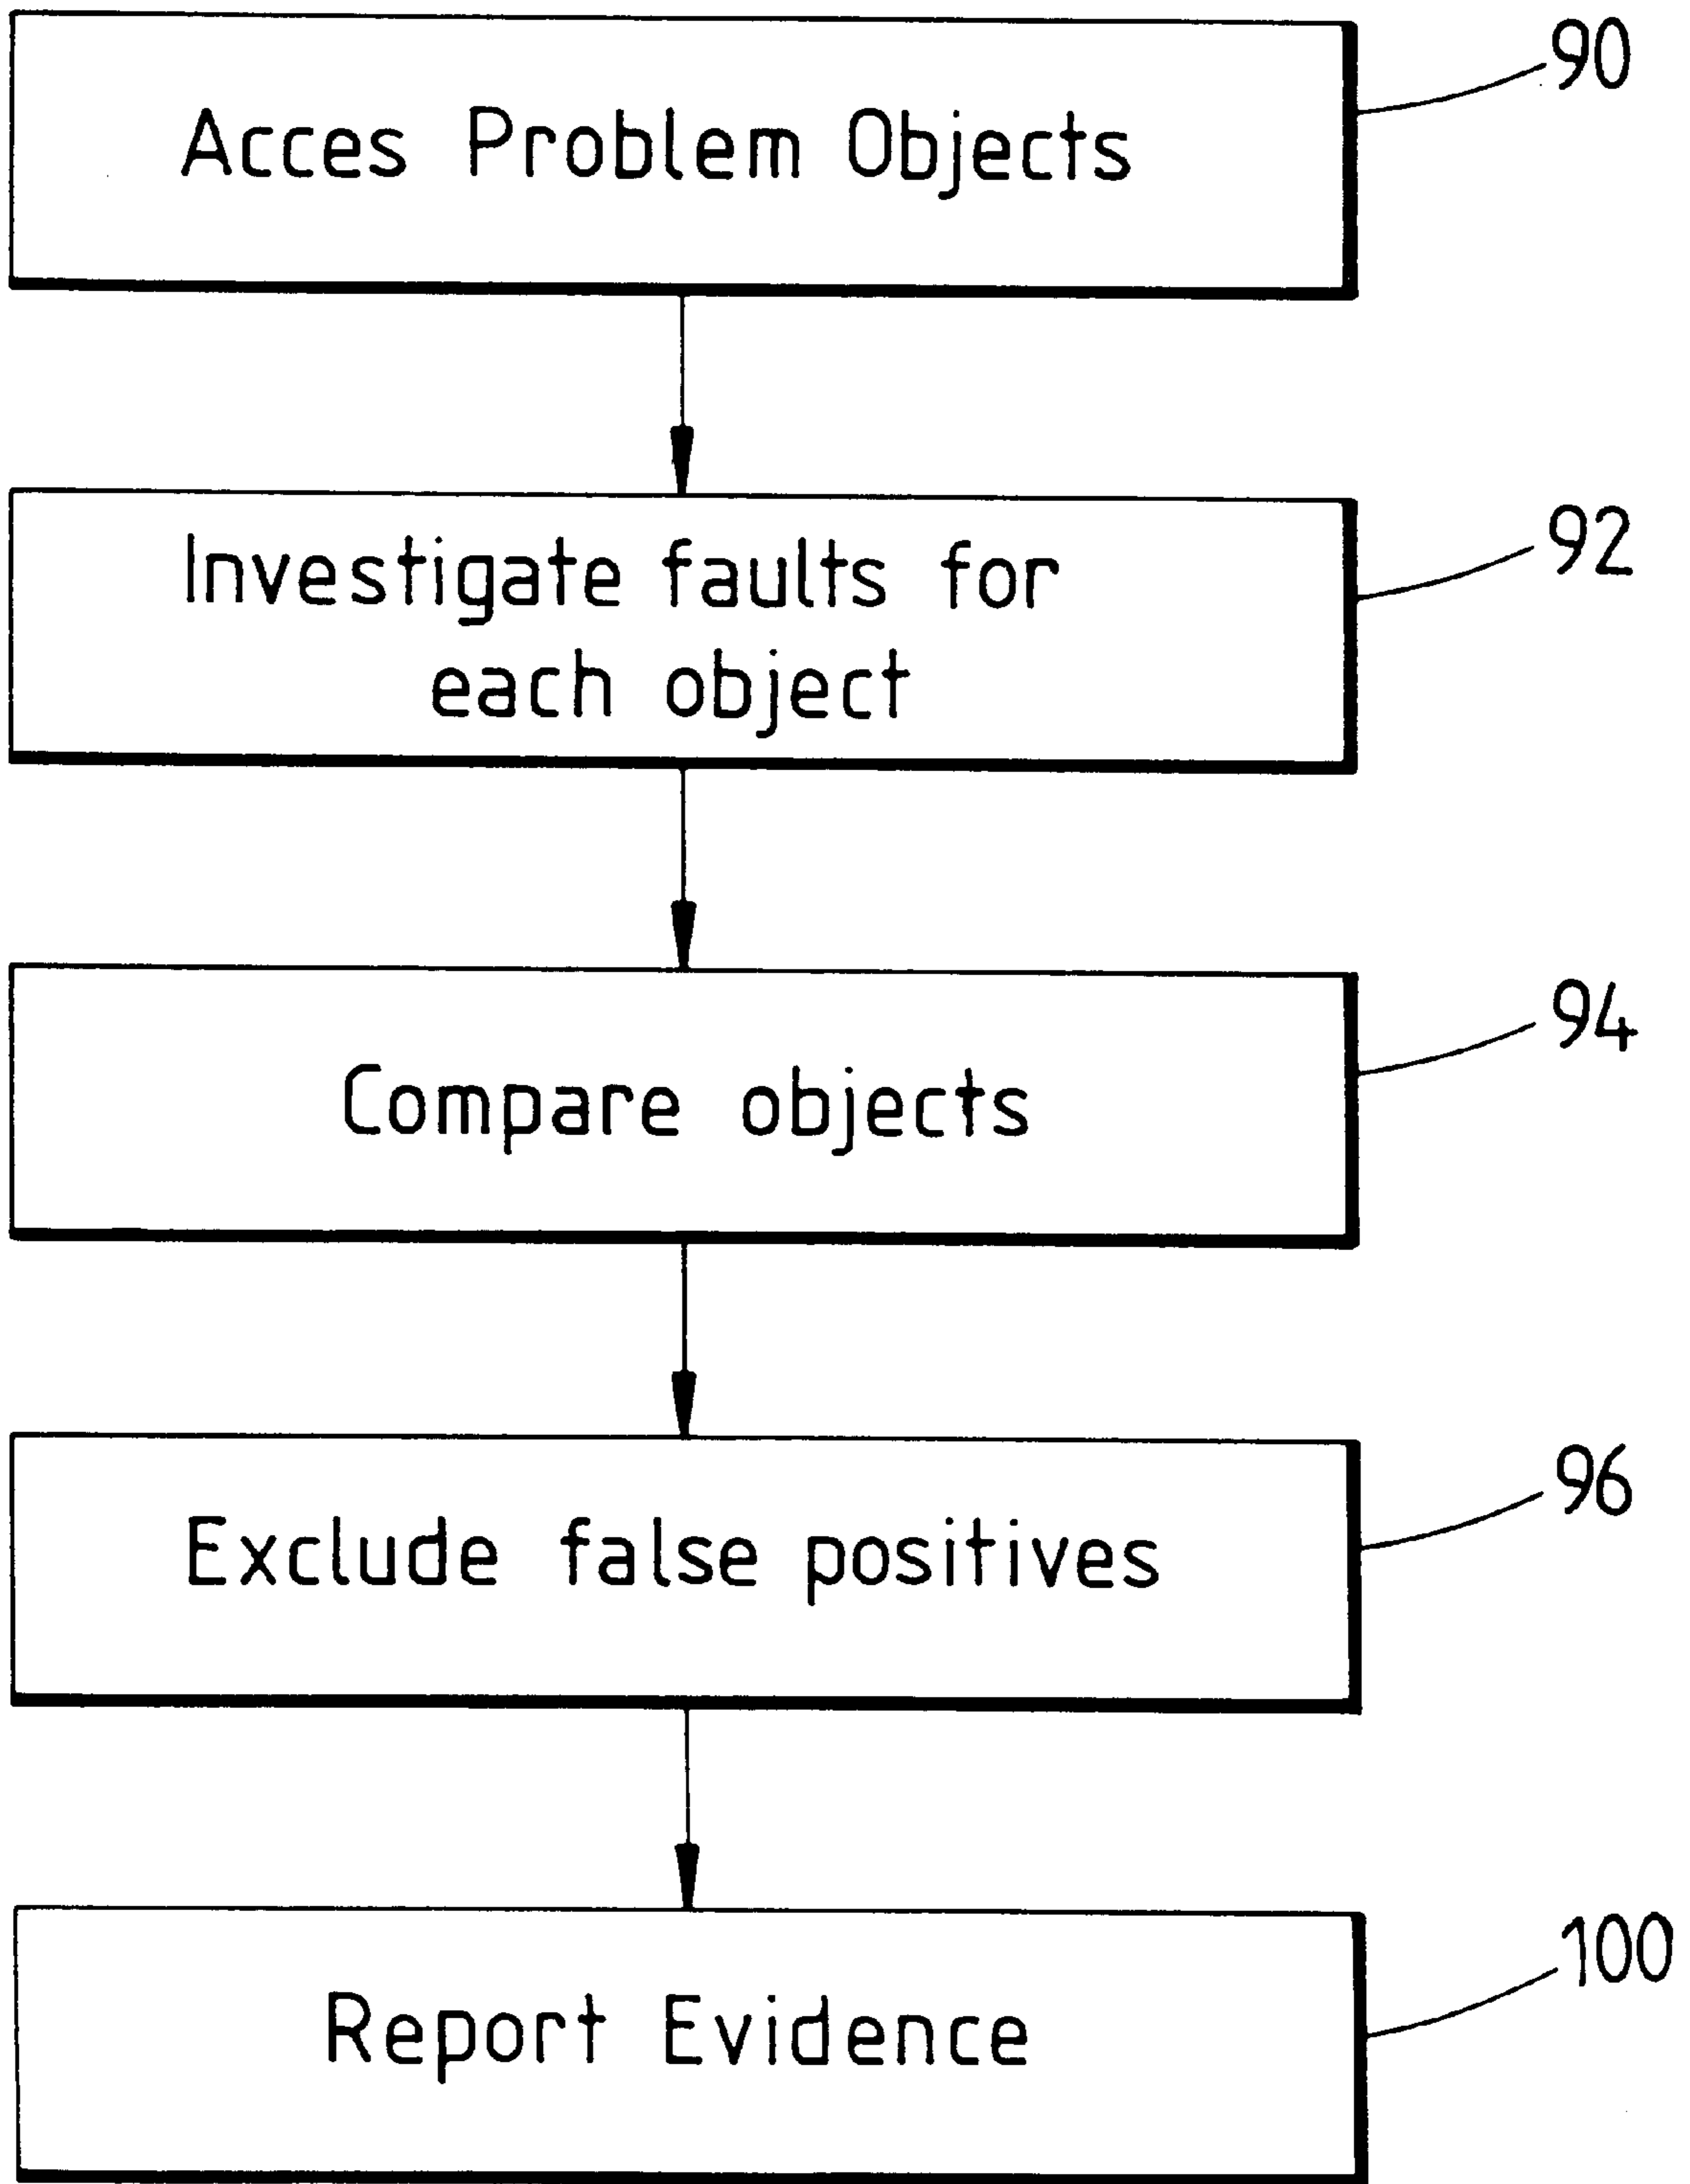 Acces Problem Objects
90
Investigate faults for
each object
92
Compare objects
94
Exclude false positives
96
Report Evidence
100